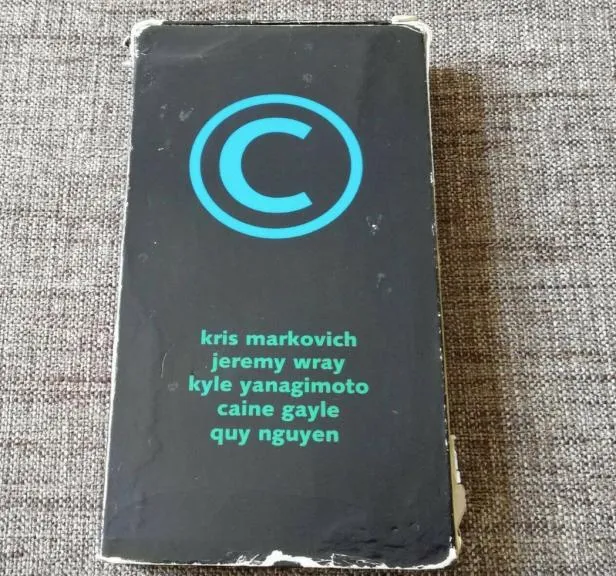 ©
kris markovich
jeremy wray
kyle yanagimoto
caine gayle
quy nguyen